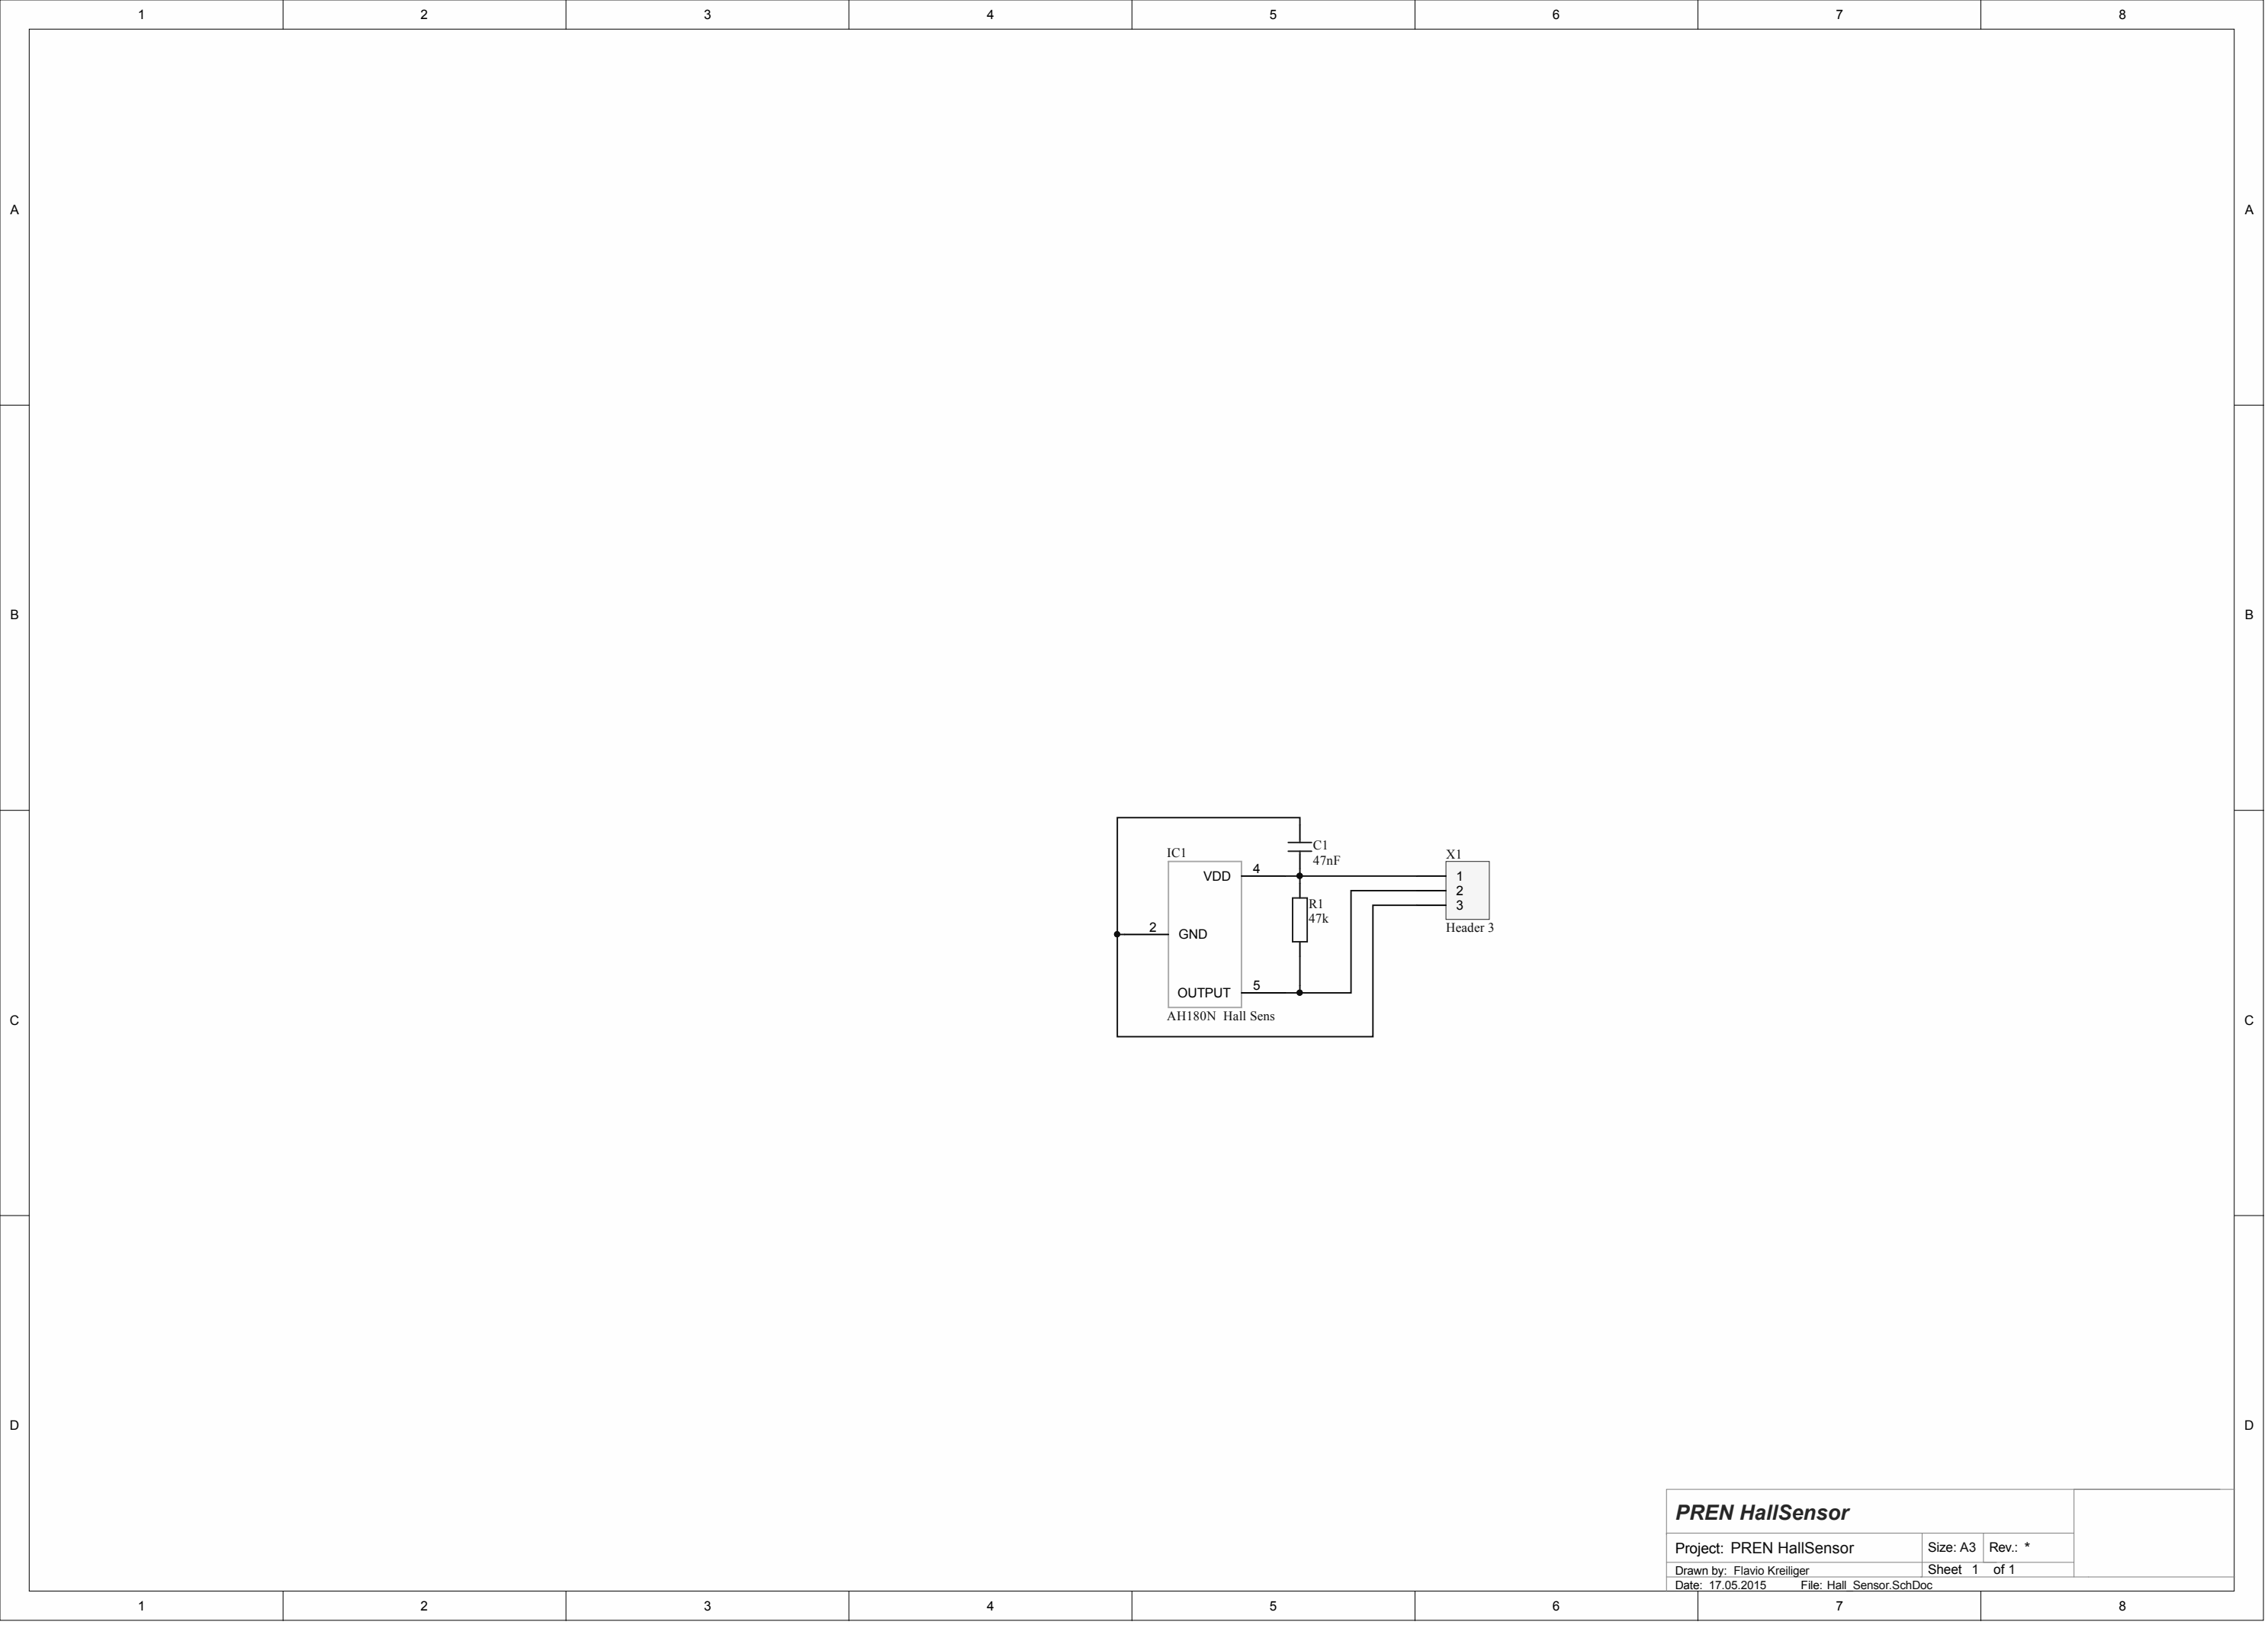 1 2 3 4 5 6 7 8
A A
B B
C1
47nF
IC1
X1
VDD 4
1
2
3
R1
47k
Header 3
2 GND
OUTPUT 5
AH180N Hall Sens
C C
D D
PREN HallSensor
Project: PREN HallSensor Size: A3 Rev.: *
Drawn by: Flavio Kreiliger Sheet 1 of 1
Date: 17.05.2015 File: Hall Sensor.SchDoc
1 2 3 4 5 6 7 8